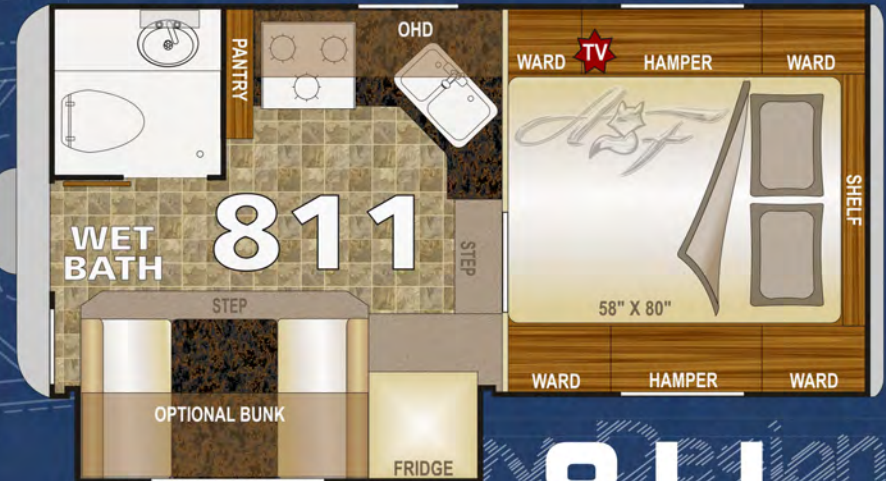 OHD
PANTRY
WARD
TV
HAMPER
WARD
SHELF
WET
BATH
811
STEP
STEP
58" X 80"
WARD
HAMPER
WARD
OPTIONAL BUNK
FRIDGE
Design